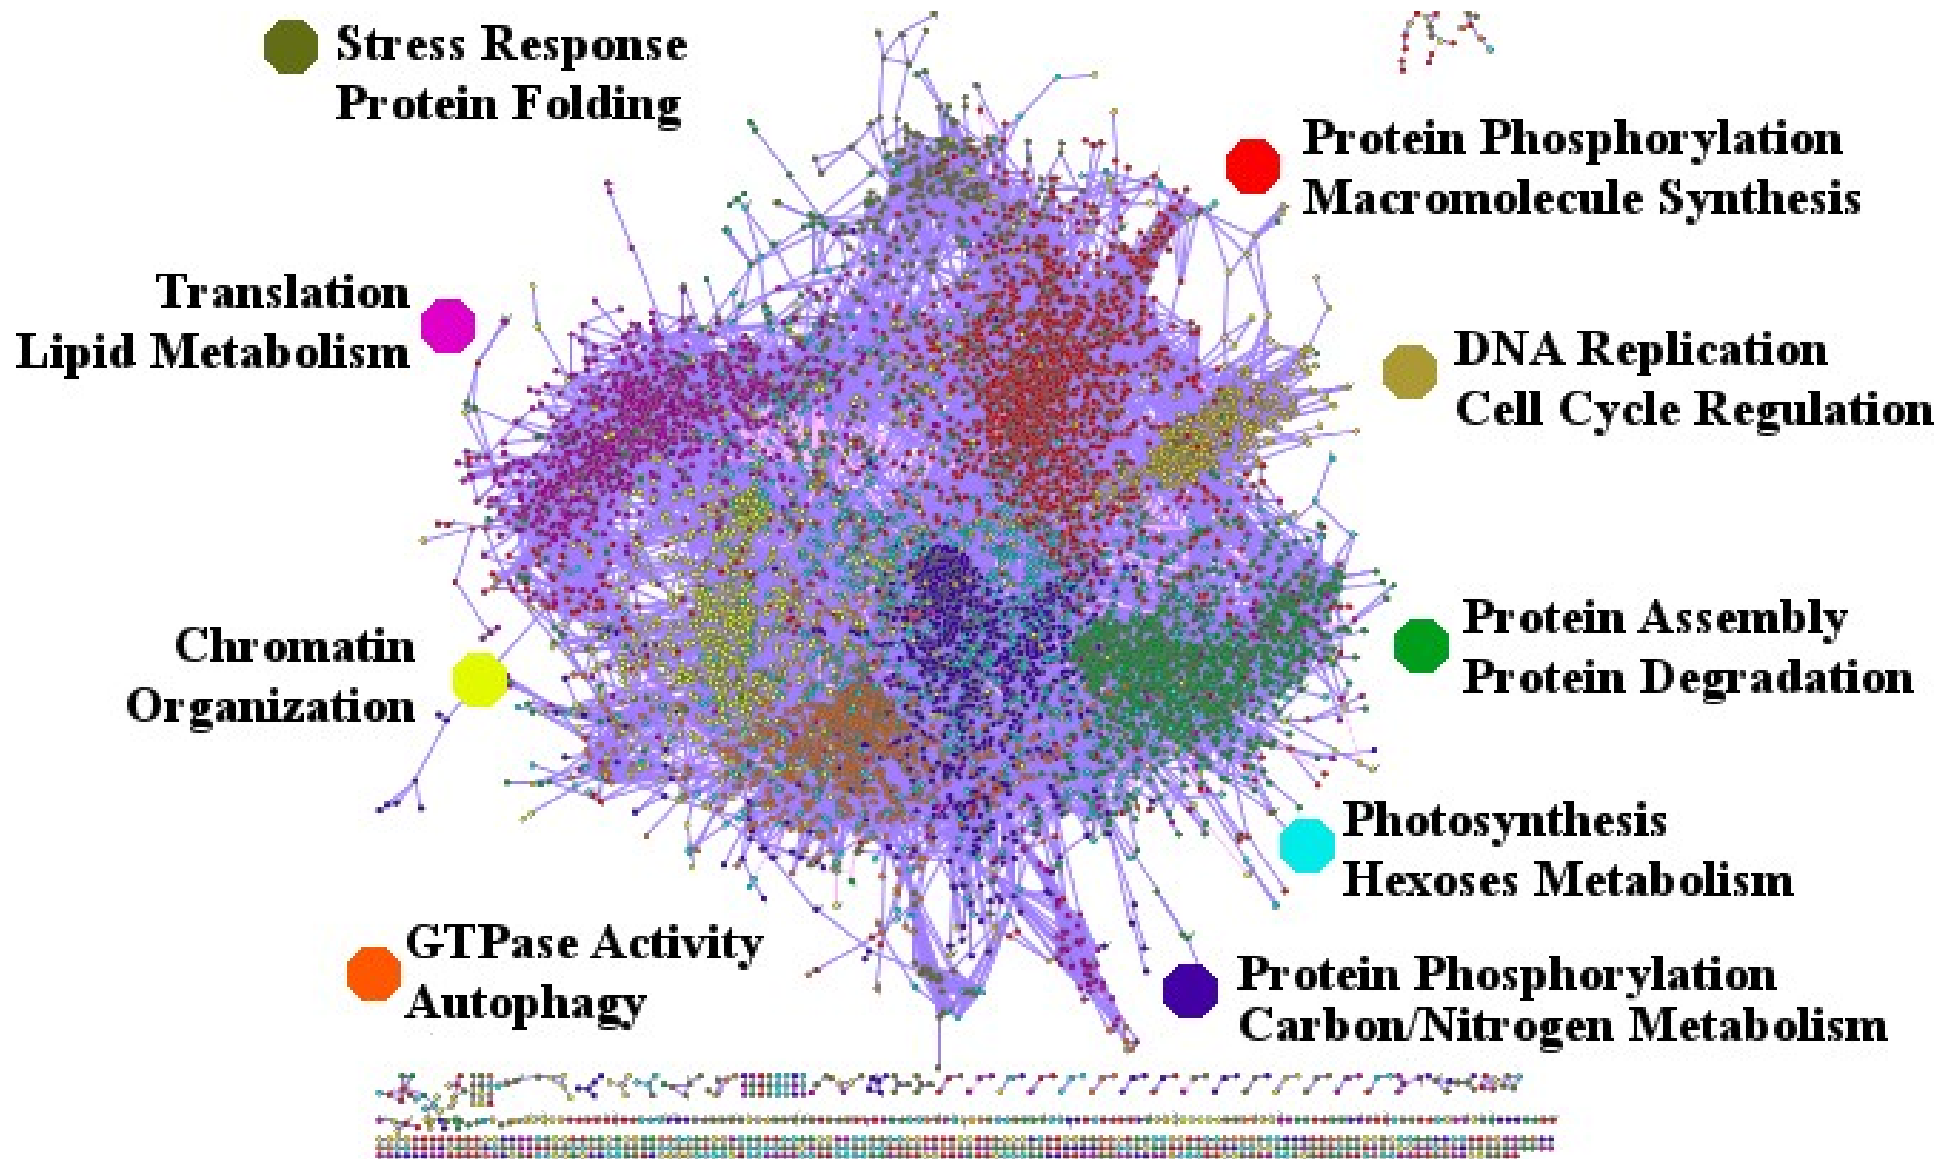 Stress Response
Protein Folding
Protein Phosphorylation
Macromolecule Synthesis
Translation
Lipid Metabolism
DNA Replication
Cell Cycle Regulation
Chromatin
Organization
Protein Assembly
Protein Degradation
Photosynthesis
Hexoses Metabolism
GTPase Activity
Autophagy
Protein Phosphorylation
Carbon/Nitrogen Metabolism